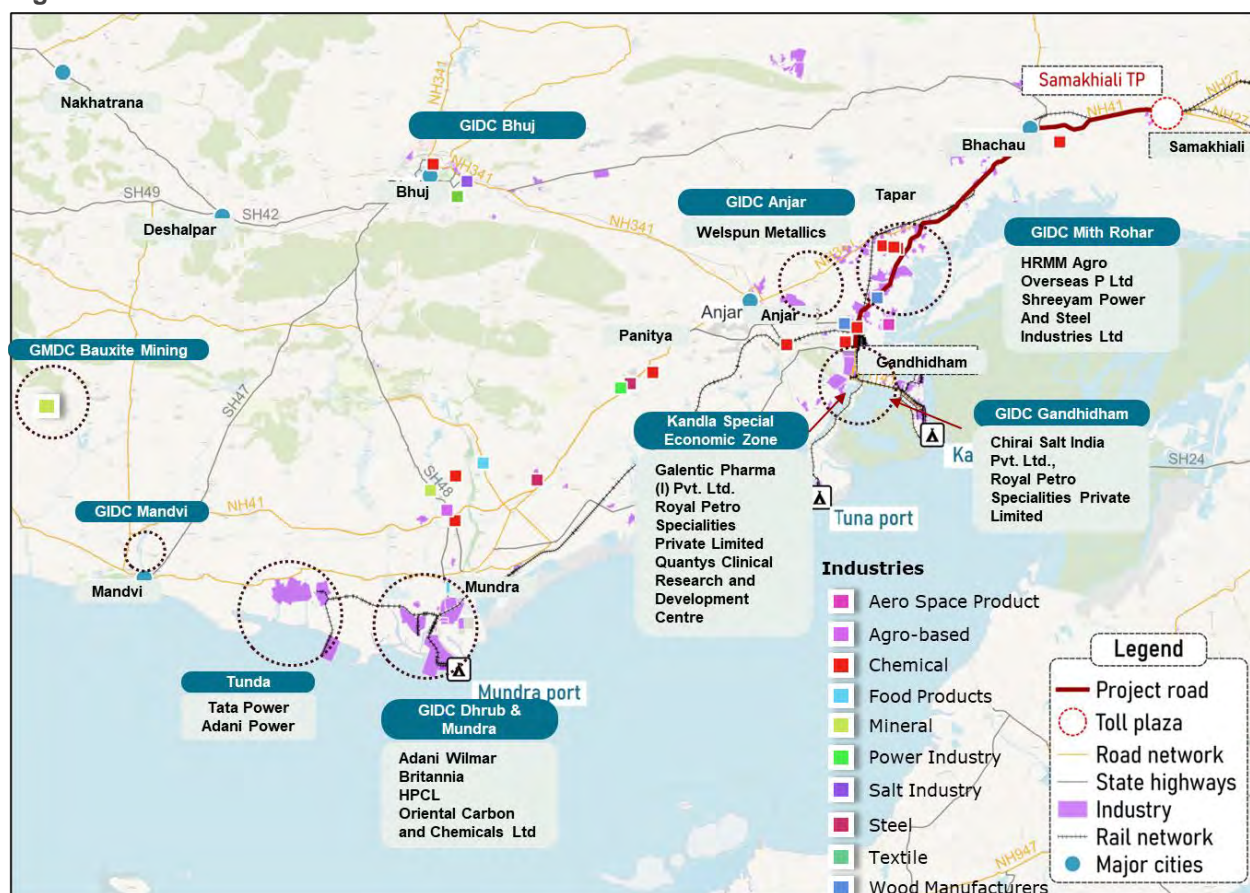 Samakhiali TP
NH27
NH41
NH27
Nakhatrana
NH341
GIDC Bhuj
Bhachau
Samakhiali
NH341
Bhuj
SH49
SH42
Deshalpar
GIDC Anjar
Welspun Metallics
Tapar
NH341
GIDC Mith Rohar
HRMM Agro
Overseas P Ltd
Shreeyam Power
And Steel
Industries Ltd
Anjar
Anjar
Panitya
GMDC Bauxite Mining
SH47
Gandhidham
Kandla Special
Economic Zone
Galentic Pharma
(I) Pvt. Ltd.
Royal Petro
Specialities
Private Limited
Quantys Clinical
Research and
Development
Centre
GIDC Gandhidham
Chirai Salt India
Pvt. Ltd.,
Royal Petro
Specialities Private
Limited
Ka
SH24
Tuna port
SH48
NH41
GIDC Mandvi
Mandvi
Mundra
Mundra port
Tunda
Tata Power
Adani Power
GIDC Dhrub &
Mundra
Adani Wilmar
Britannia
HPCL
Oriental Carbon
and Chemicals Ltd
Industries
Aero Space Product
Agro-based
Chemical
Food Products
Mineral
Power Industry
Salt Industry
Steel
Textile
Wood Manufacturers
NH947
Legend
Project road
Toll plaza
Road network
State highways
Industry
Rail network
Major cities